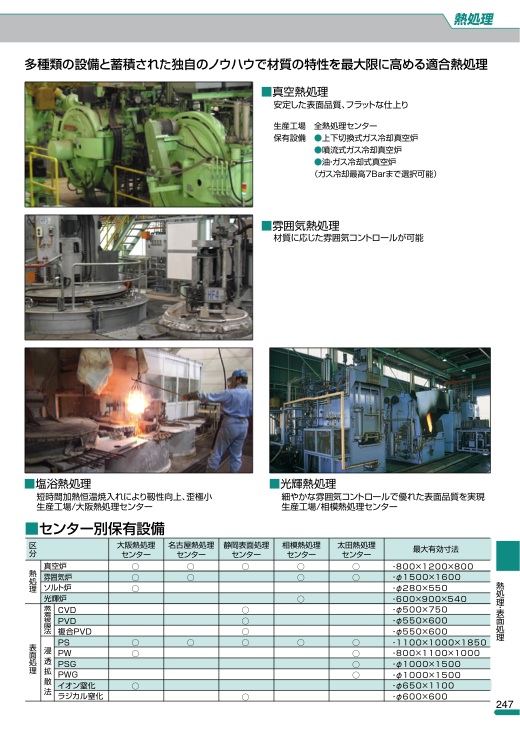 熱処理
多種類の設備と蓄積された独自のノウハウで材質の特性を最大限に高める適合熱処理
■真空熱処理
安定した表面品質、フラットな仕上り
生産工場　全熱処理センター
保有設備　●上下切換式ガス冷却真空炉
●噴流式ガス冷却真空炉
●油・ガス冷却式真空炉
（ガス冷却最高7Barまで選択可能）
■雰囲気熱処理
材質に応じた雰囲気コントロールが可能
HF4
■塩浴熱処理
短時間加熱恒温焼入れにより靭性向上、歪極小
生産工場/大阪熱処理センター
■光輝熱処理
細やかな雰囲気コントロールで優れた表面品質を実現
生産工場/相模熱処理センター
■センター別保有設備
区分　大阪熱処理センター　名古屋熱処理センター　静岡表面処理センター　相模熱処理センター　太田熱処理センター　最大有効寸法
熱処理
真空炉　○　○　○　○　○　-800×1200×800
雰囲気炉　○　○　○　○　-φ1500×1600
ソルト炉　○　-φ280×550
光輝炉　○　-600×900×540
表面処理
蒸着被覆法
CVD　○　-φ500×750
PVD　○　-φ550×600
複合PVD　○　-φ550×600
浸透拡散法
PS　○　○　○　○　○　-1100×1000×1850
PW　○　○　-800×1100×1000
PSG　○　-φ1000×1500
PWG　○　-φ1000×1500
イオン窒化　○　-φ650×1100
ラジカル窒化　○　-φ600×600
熱処理・表面処理
247